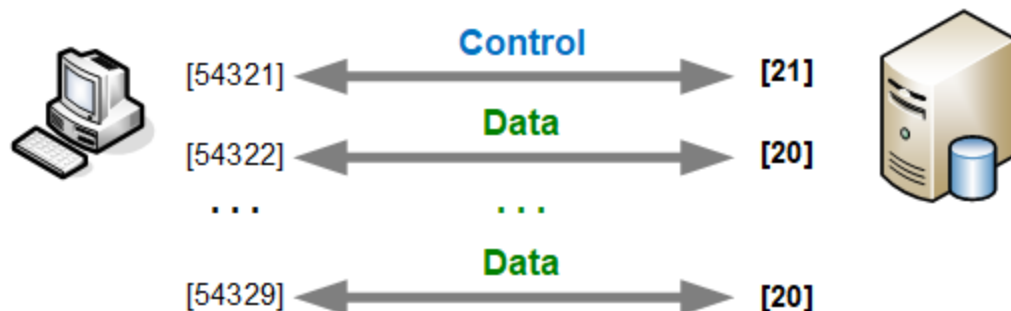 Control
[54321] [21]
Data
[54322] [20]
... ...
Data
[54329] [20]